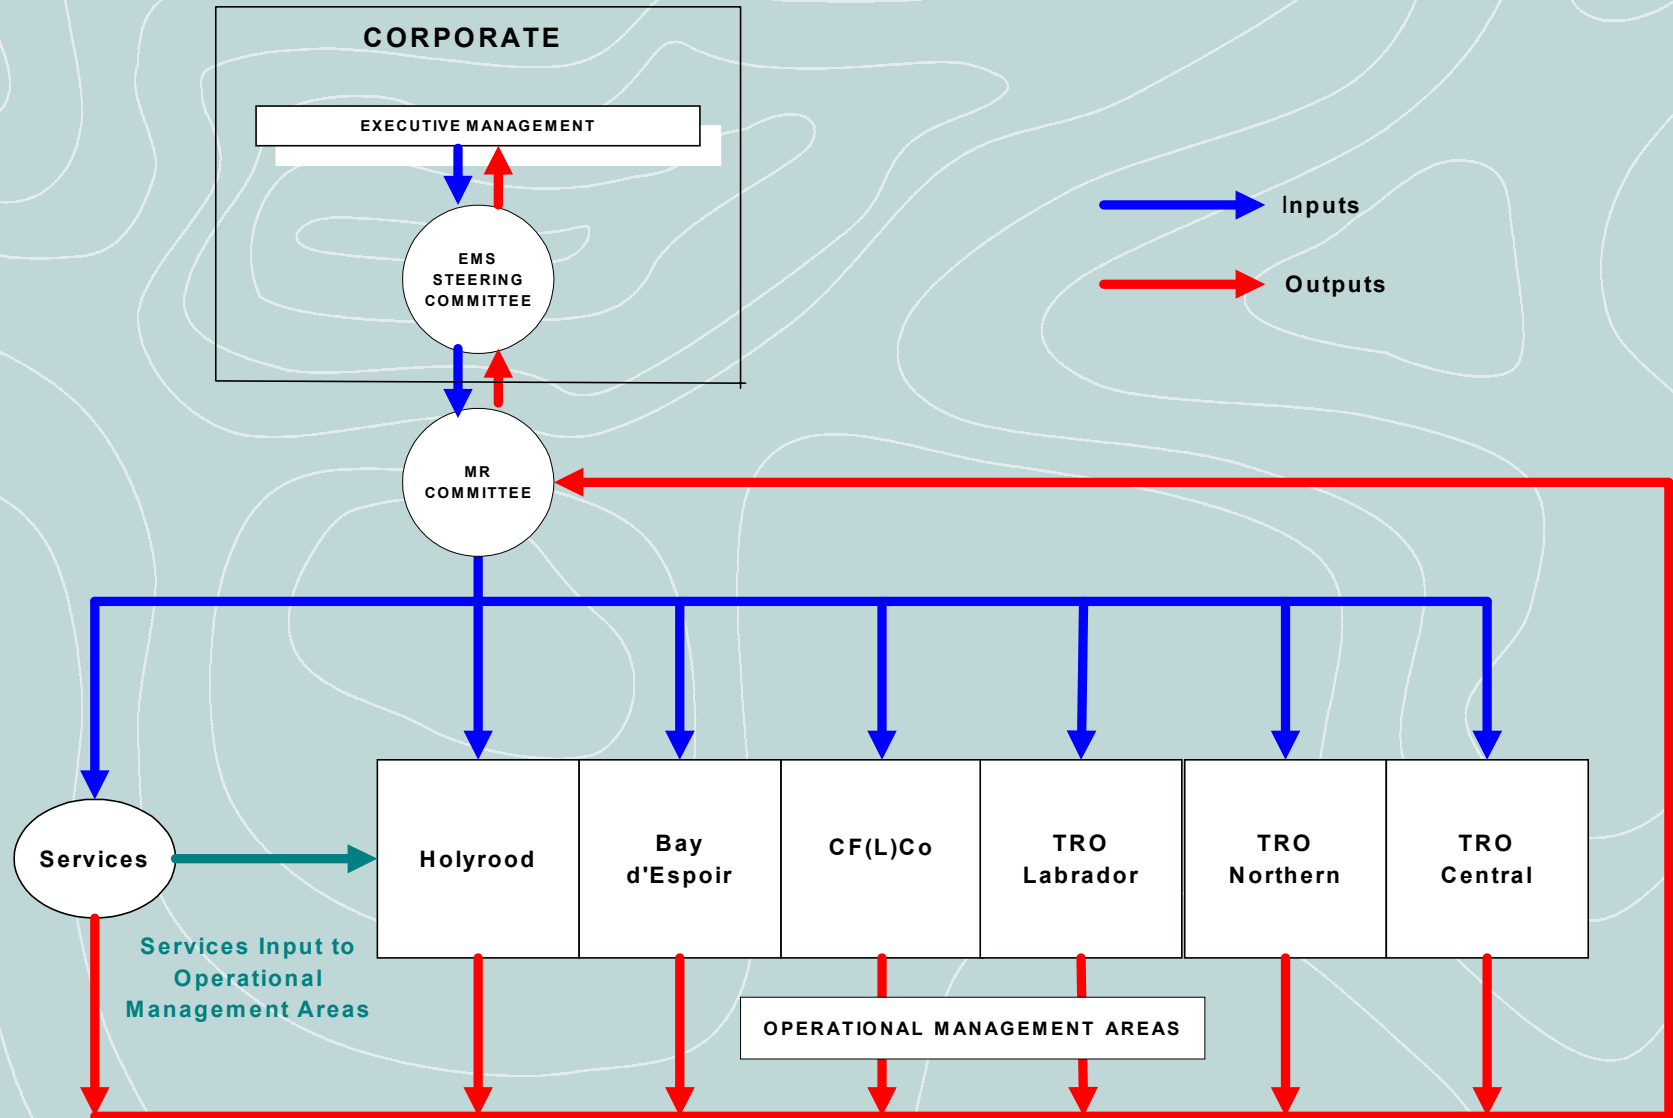 CORPORATE
EXECUTIVE MANAGEMENT
EMS
STEERING
COMMITTEE
Inputs
Outputs
MR
COMMITTEE
Services
Holyrood
Bay
d'Espoir
CF(L)Co
TRO
Labrador
TRO
Northern
TRO
Central
Services Input to
Operational
Management Areas
OPERATIONAL MANAGEMENT AREAS